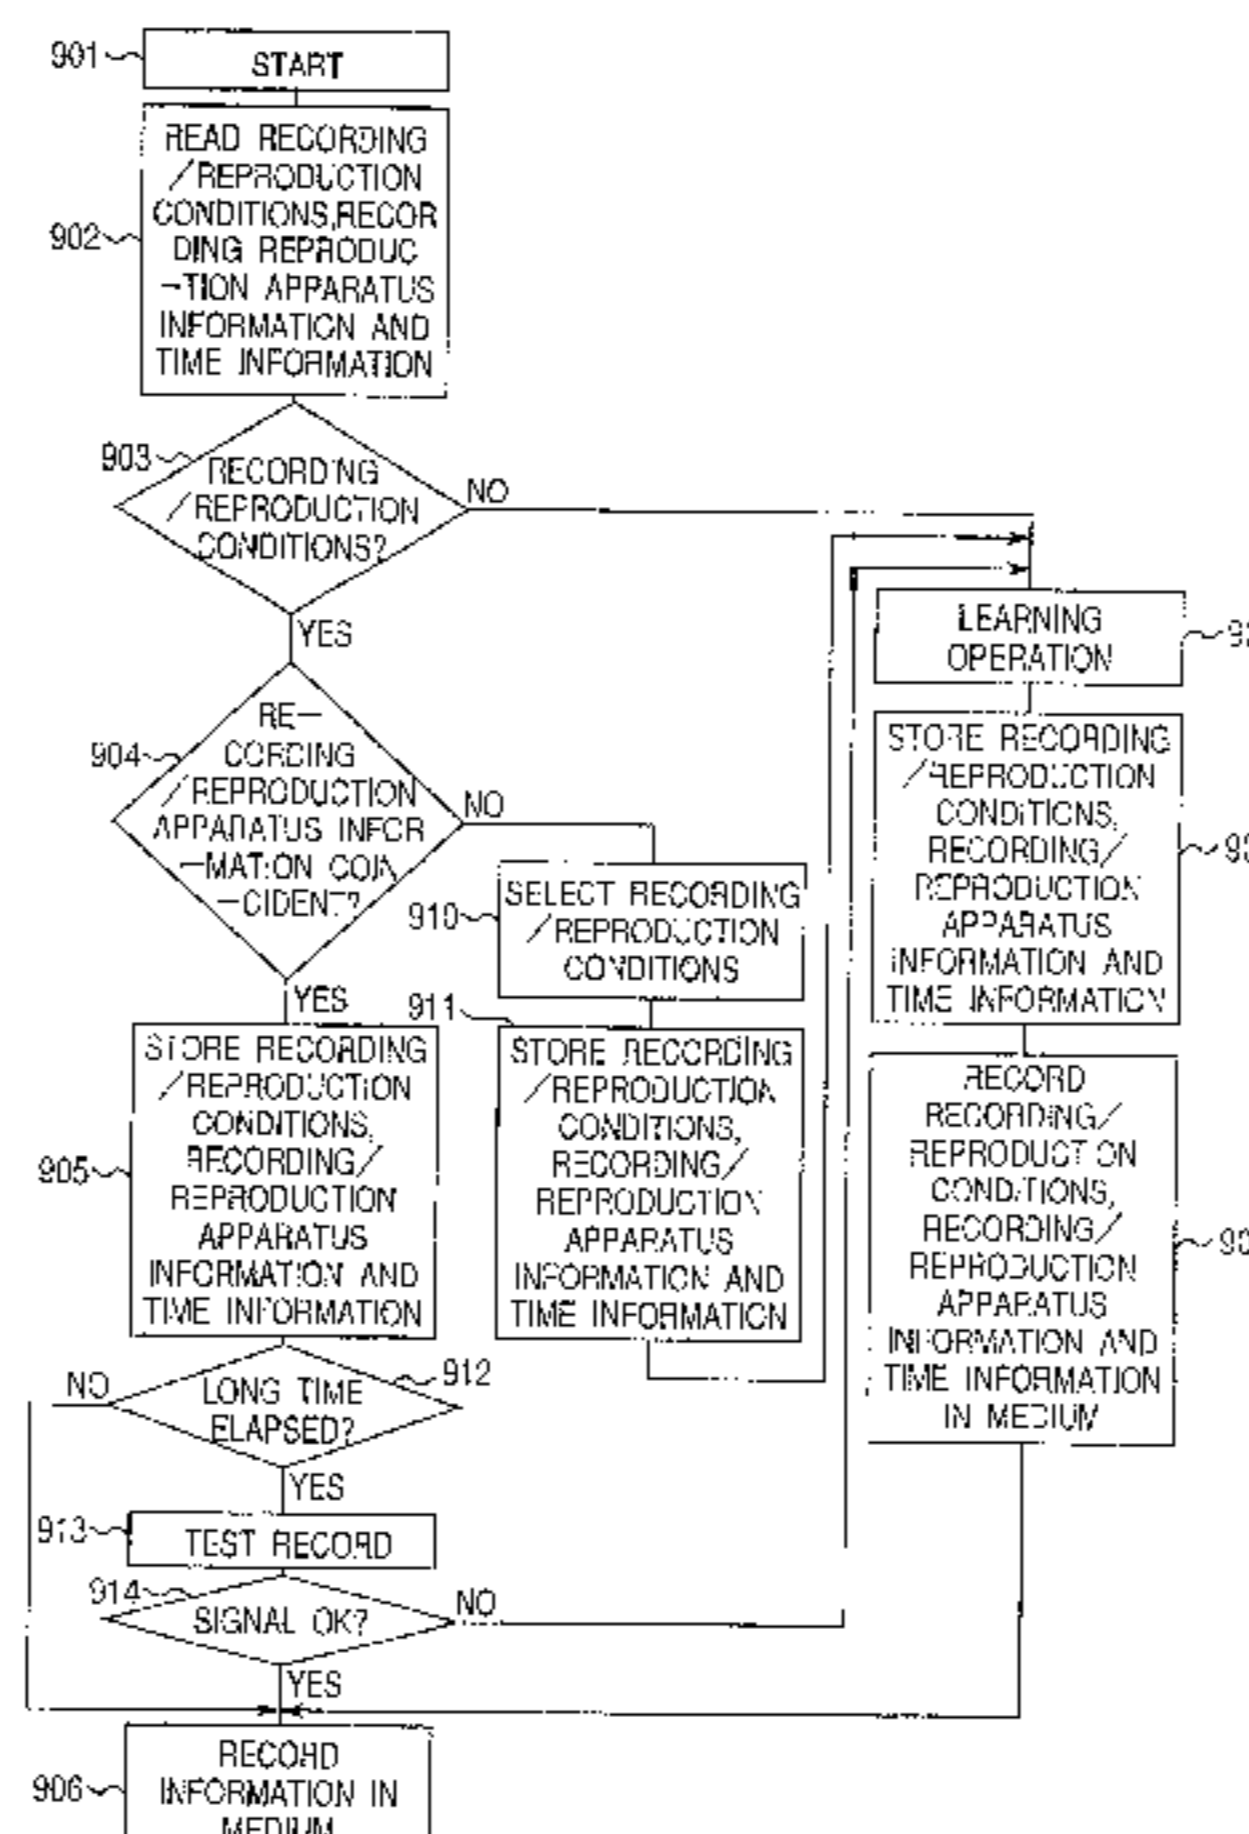 901
START
902
READ RECORDING
/REPRODUCTION
CONDITIONS,RECOR
DING REPRODUC
-TION APPARATUS
INFORMATION AND
TIME INFORMATION
903
RECORDING
/REPRODUCTION
CONDITIONS?
NO
YES
904
RE-
CORDING
/REPRODUCTION
APPARATUS INFOR
-MATION COIN
-CIDENT?
NO
YES
905
STORE RECORDING
/REPRODUCTION
CONDITIONS,
RECORDING/
REPRODUCTION
APPARATUS
INFORMATION AND
TIME INFORMATION
910
SELECT RECORDING
/REPRODUCTION
CONDITIONS
911
STORE RECORDING
/REPRODUCTION
CONDITIONS,
RECORDING/
REPRODUCTION
APPARATUS
INFORMATION AND
TIME INFORMATION
LEARNING
OPERATION
STORE RECORDING
/REPRODUCTION
CONDITIONS,
RECORDING/
REPRODUCTION
APPARATUS
INFORMATION AND
TIME INFORMATION
RECORD
RECORDING/
REPRODUCTION
CONDITIONS,
RECORDING/
REPRODUCTION
APPARATUS
INFORMATION AND
TIME INFORMATION
IN MEDIUM
912
LONG TIME
ELAPSED?
NO
YES
913
TEST RECORD
914
SIGNAL OK?
NO
YES
906
RECORD
INFORMATION IN
MEDIUM